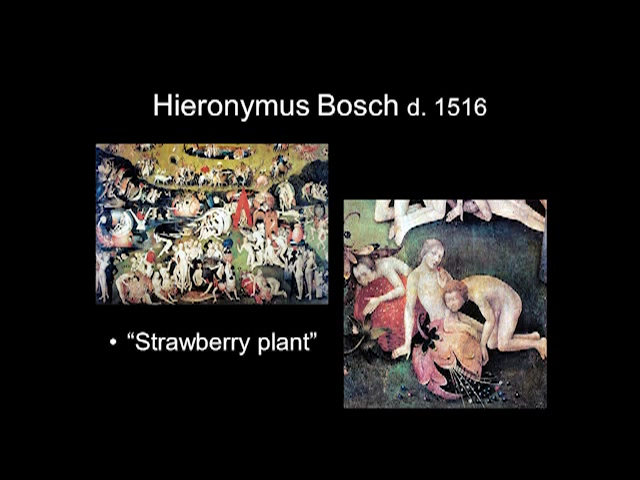 Hieronymus Bosch d. 1516
• “Strawberry plant”